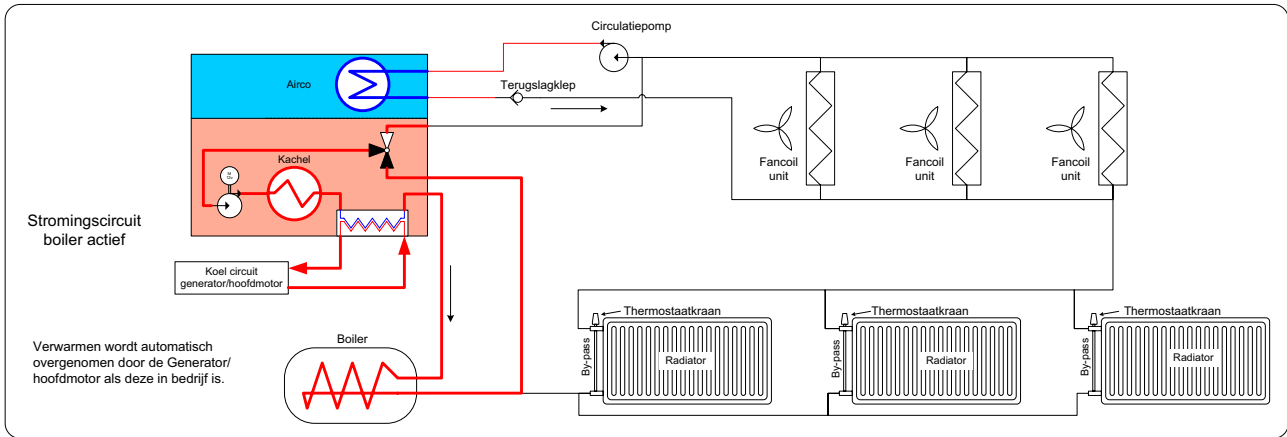 Circulatiepomp
Airco
Terugslagklep
Kachel
Fancoil
unit
Fancoil
unit
Fancoil
unit
Stromingscircuit
boiler actief
Koel circuit
generator/hoofdmotor
Thermostaatkraan
Thermostaatkraan
Thermostaatkraan
Boiler
Verwarmen wordt automatisch
overgenomen door de Generator/
hoofdmotor als deze in bedrijf is.
By-pass
Radiator
By-pass
Radiator
By-pass
Radiator